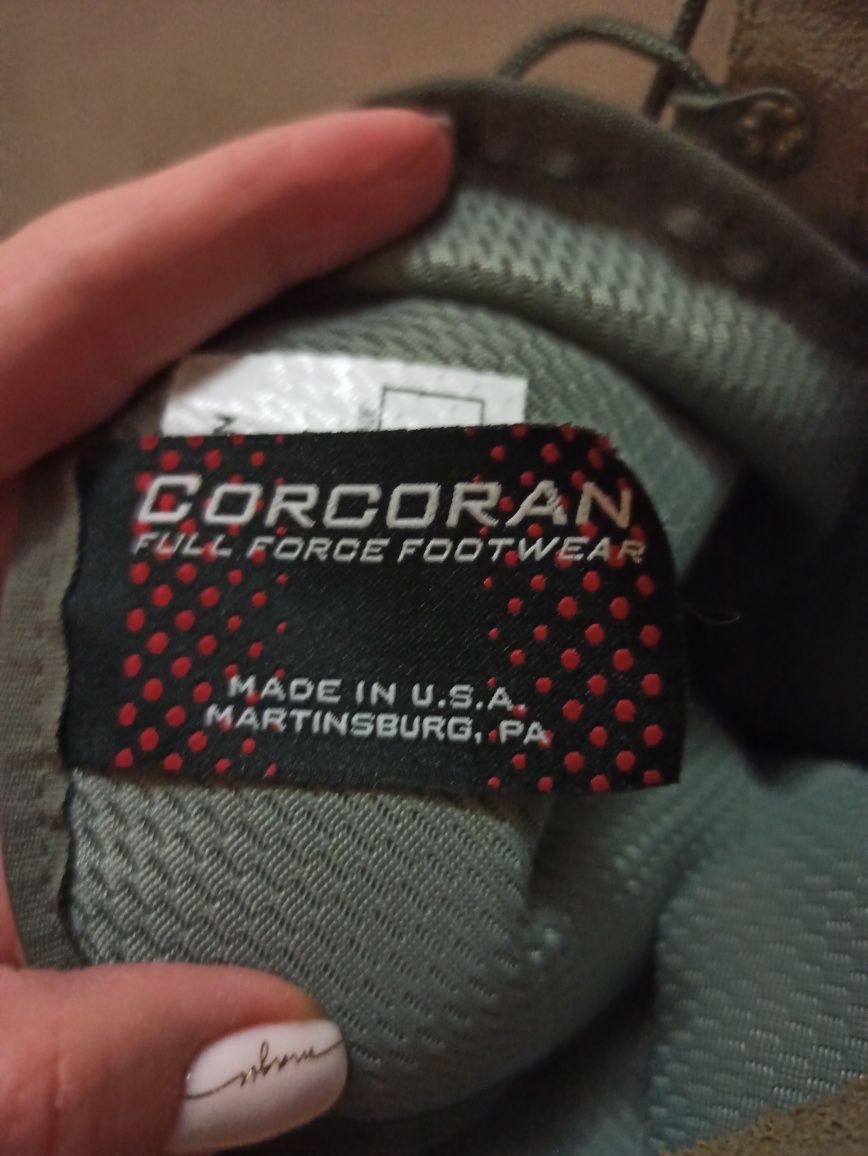 M
CORCORAN
FULL FORCE FOOTWEAR
MADE IN U.S.A.
MARTINSBURG, PA